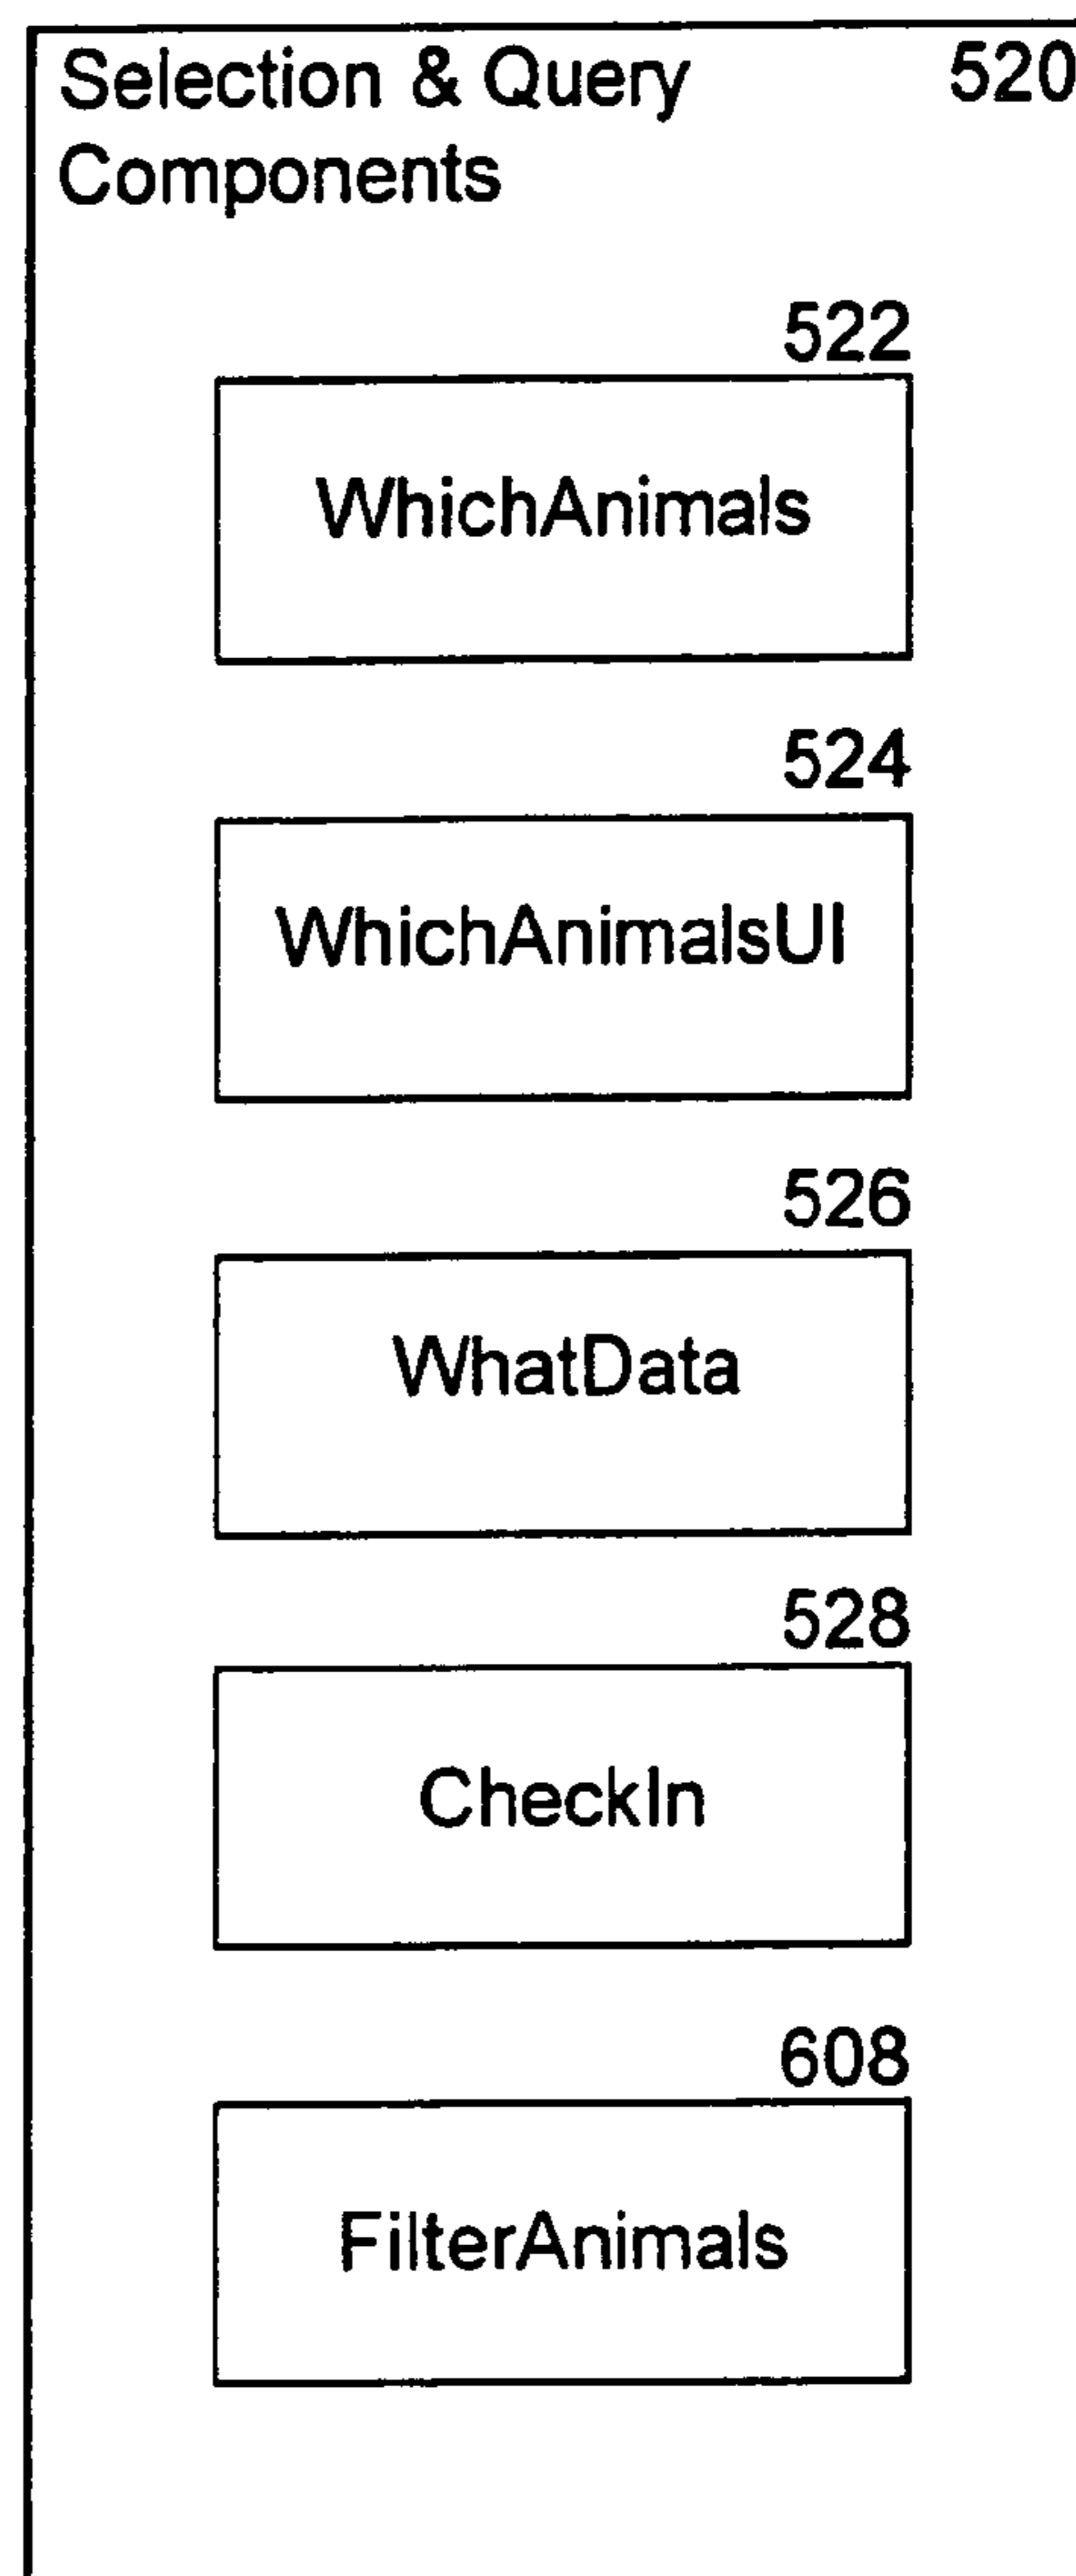 Selection & Query 520
Components
522
WhichAnimals
524
WhichAnimalsUI
526
WhatData
528
CheckIn
608
FilterAnimals